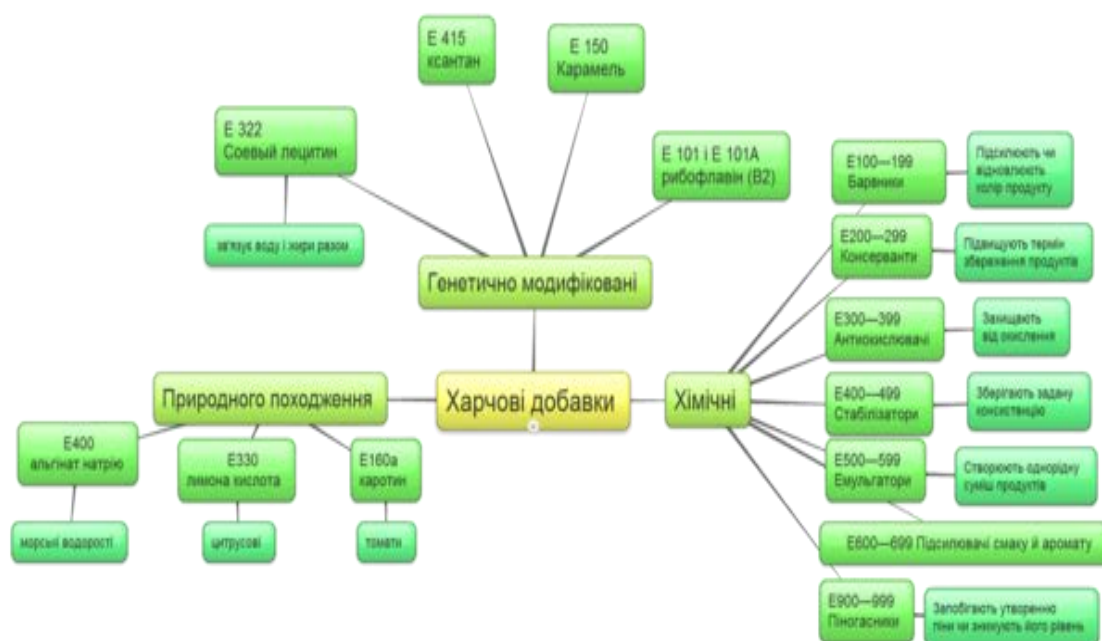 Е 415
ксантан
Е 150
Карамель
Е 322
Соевый лецитин
зв'язує воду і жири разом
Е 101 і Е 101А
рибофлавін (В2)
Генетично модифіковані
Харчові добавки
Природного походження
Е400
альгінат натрію
морські водорості
Е330
лимона кислота
цитрусові
Е160а
каротин
томати
Хімічні
Е100—199
Барвники
Підсилюють чи
відновлюють
колір продукту
Е200—299
Консерванти
Підвищують термін
збереження продуктів
Е300—399
Антиокислювачі
Захищають
від окислення
Е400—499
Стабілізатори
Зберігають задану
консистенцію
Е500—599
Емульгатори
Створюють однорідну
суміш продуктів
Е600—699 Підсилювачі смаку й аромату
Е900—999
Піногасники
Запобігають утворенню
піни чи знижують його рівень